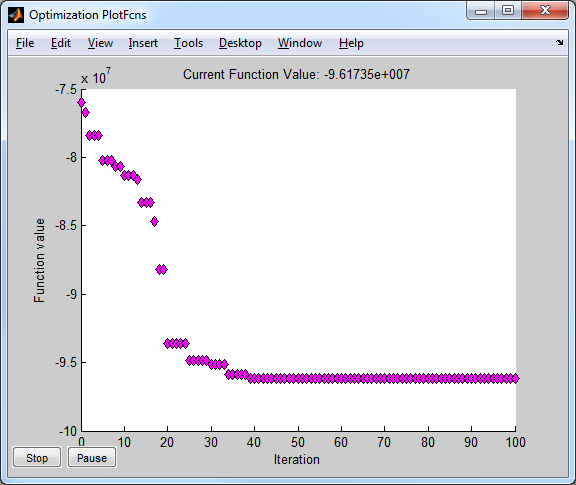 Optimization PlotFcns
File Edit View Insert Tools Desktop Window Help
x 10^7
Current Function Value: -9.61735e+007
-7.5
-8
-8.5
-9
-9.5
-10
Function value
0 10 20 30 40 50 60 70 80 90 100
Iteration
Stop Pause